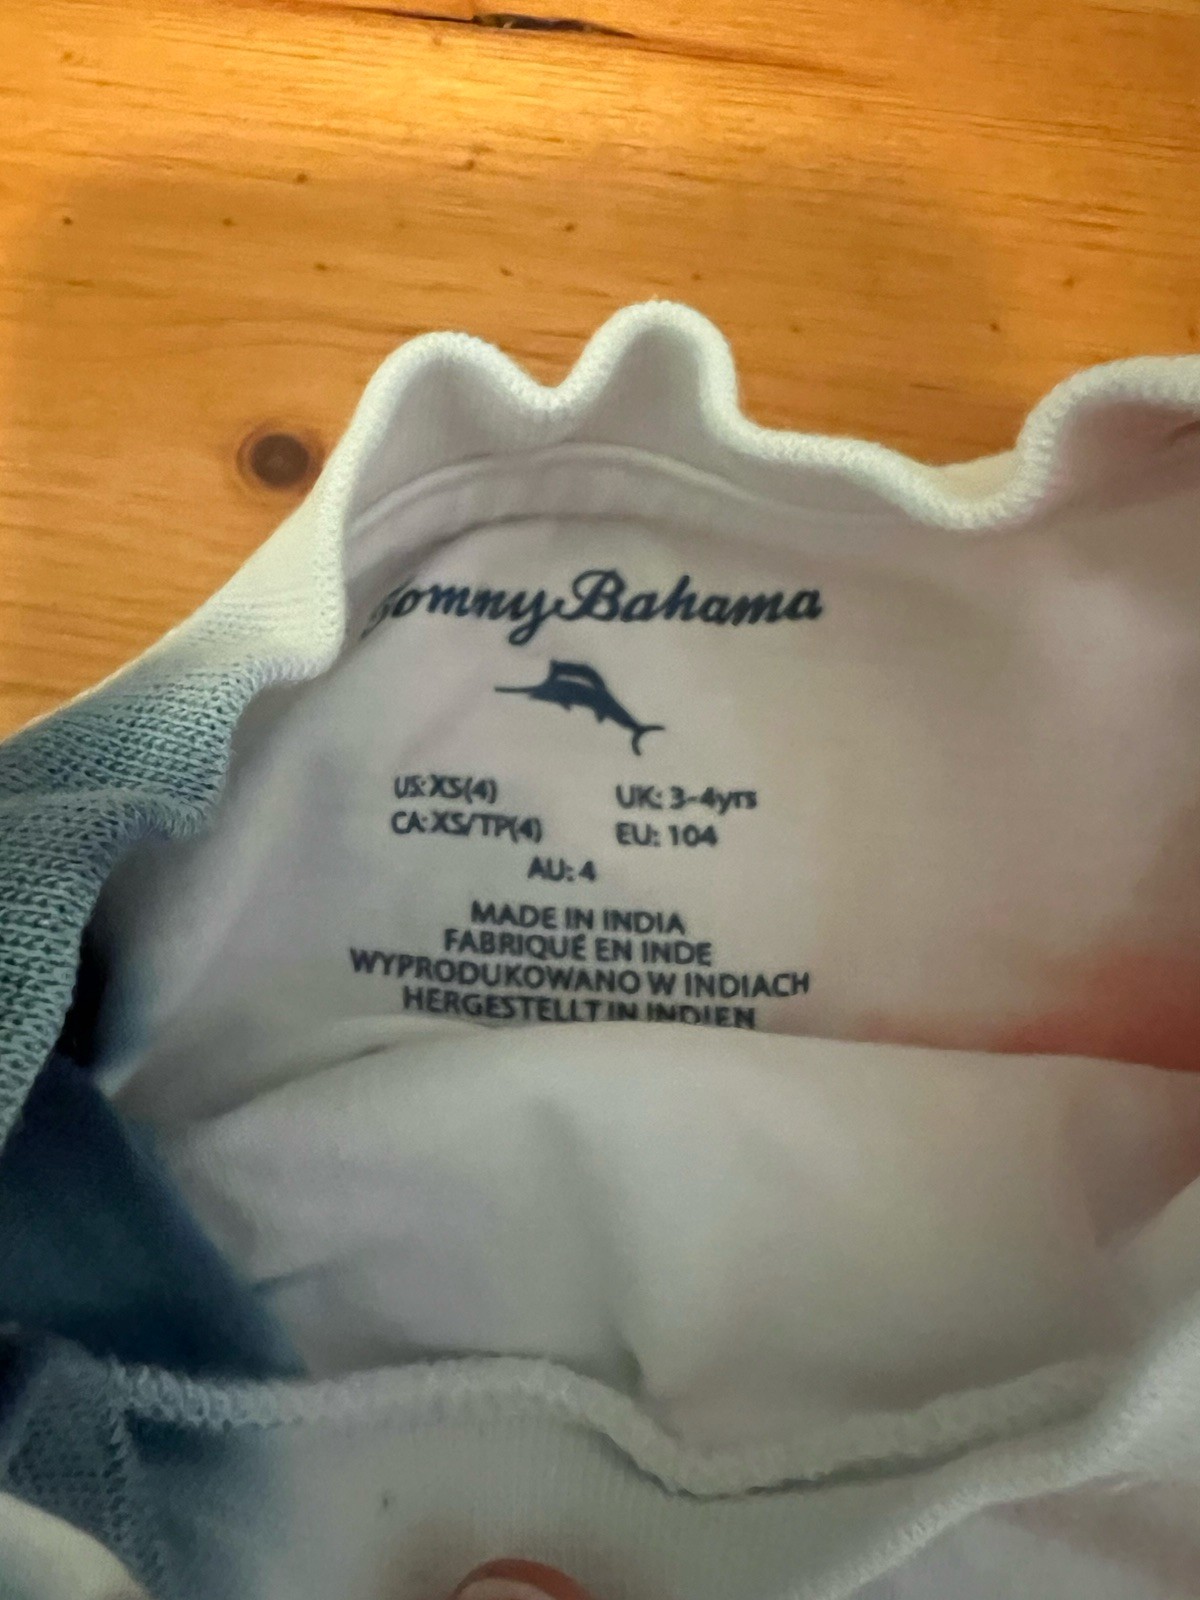 Tommy Bahama
US: XS(4) UK: 3-4yrs
CA: XS/TP(4) EU: 104
AU: 4
MADE IN INDIA
FABRIQUÉ EN INDE
WYPRODUKOWANO W INDIACH
HERGESTELLT IN INDIEN